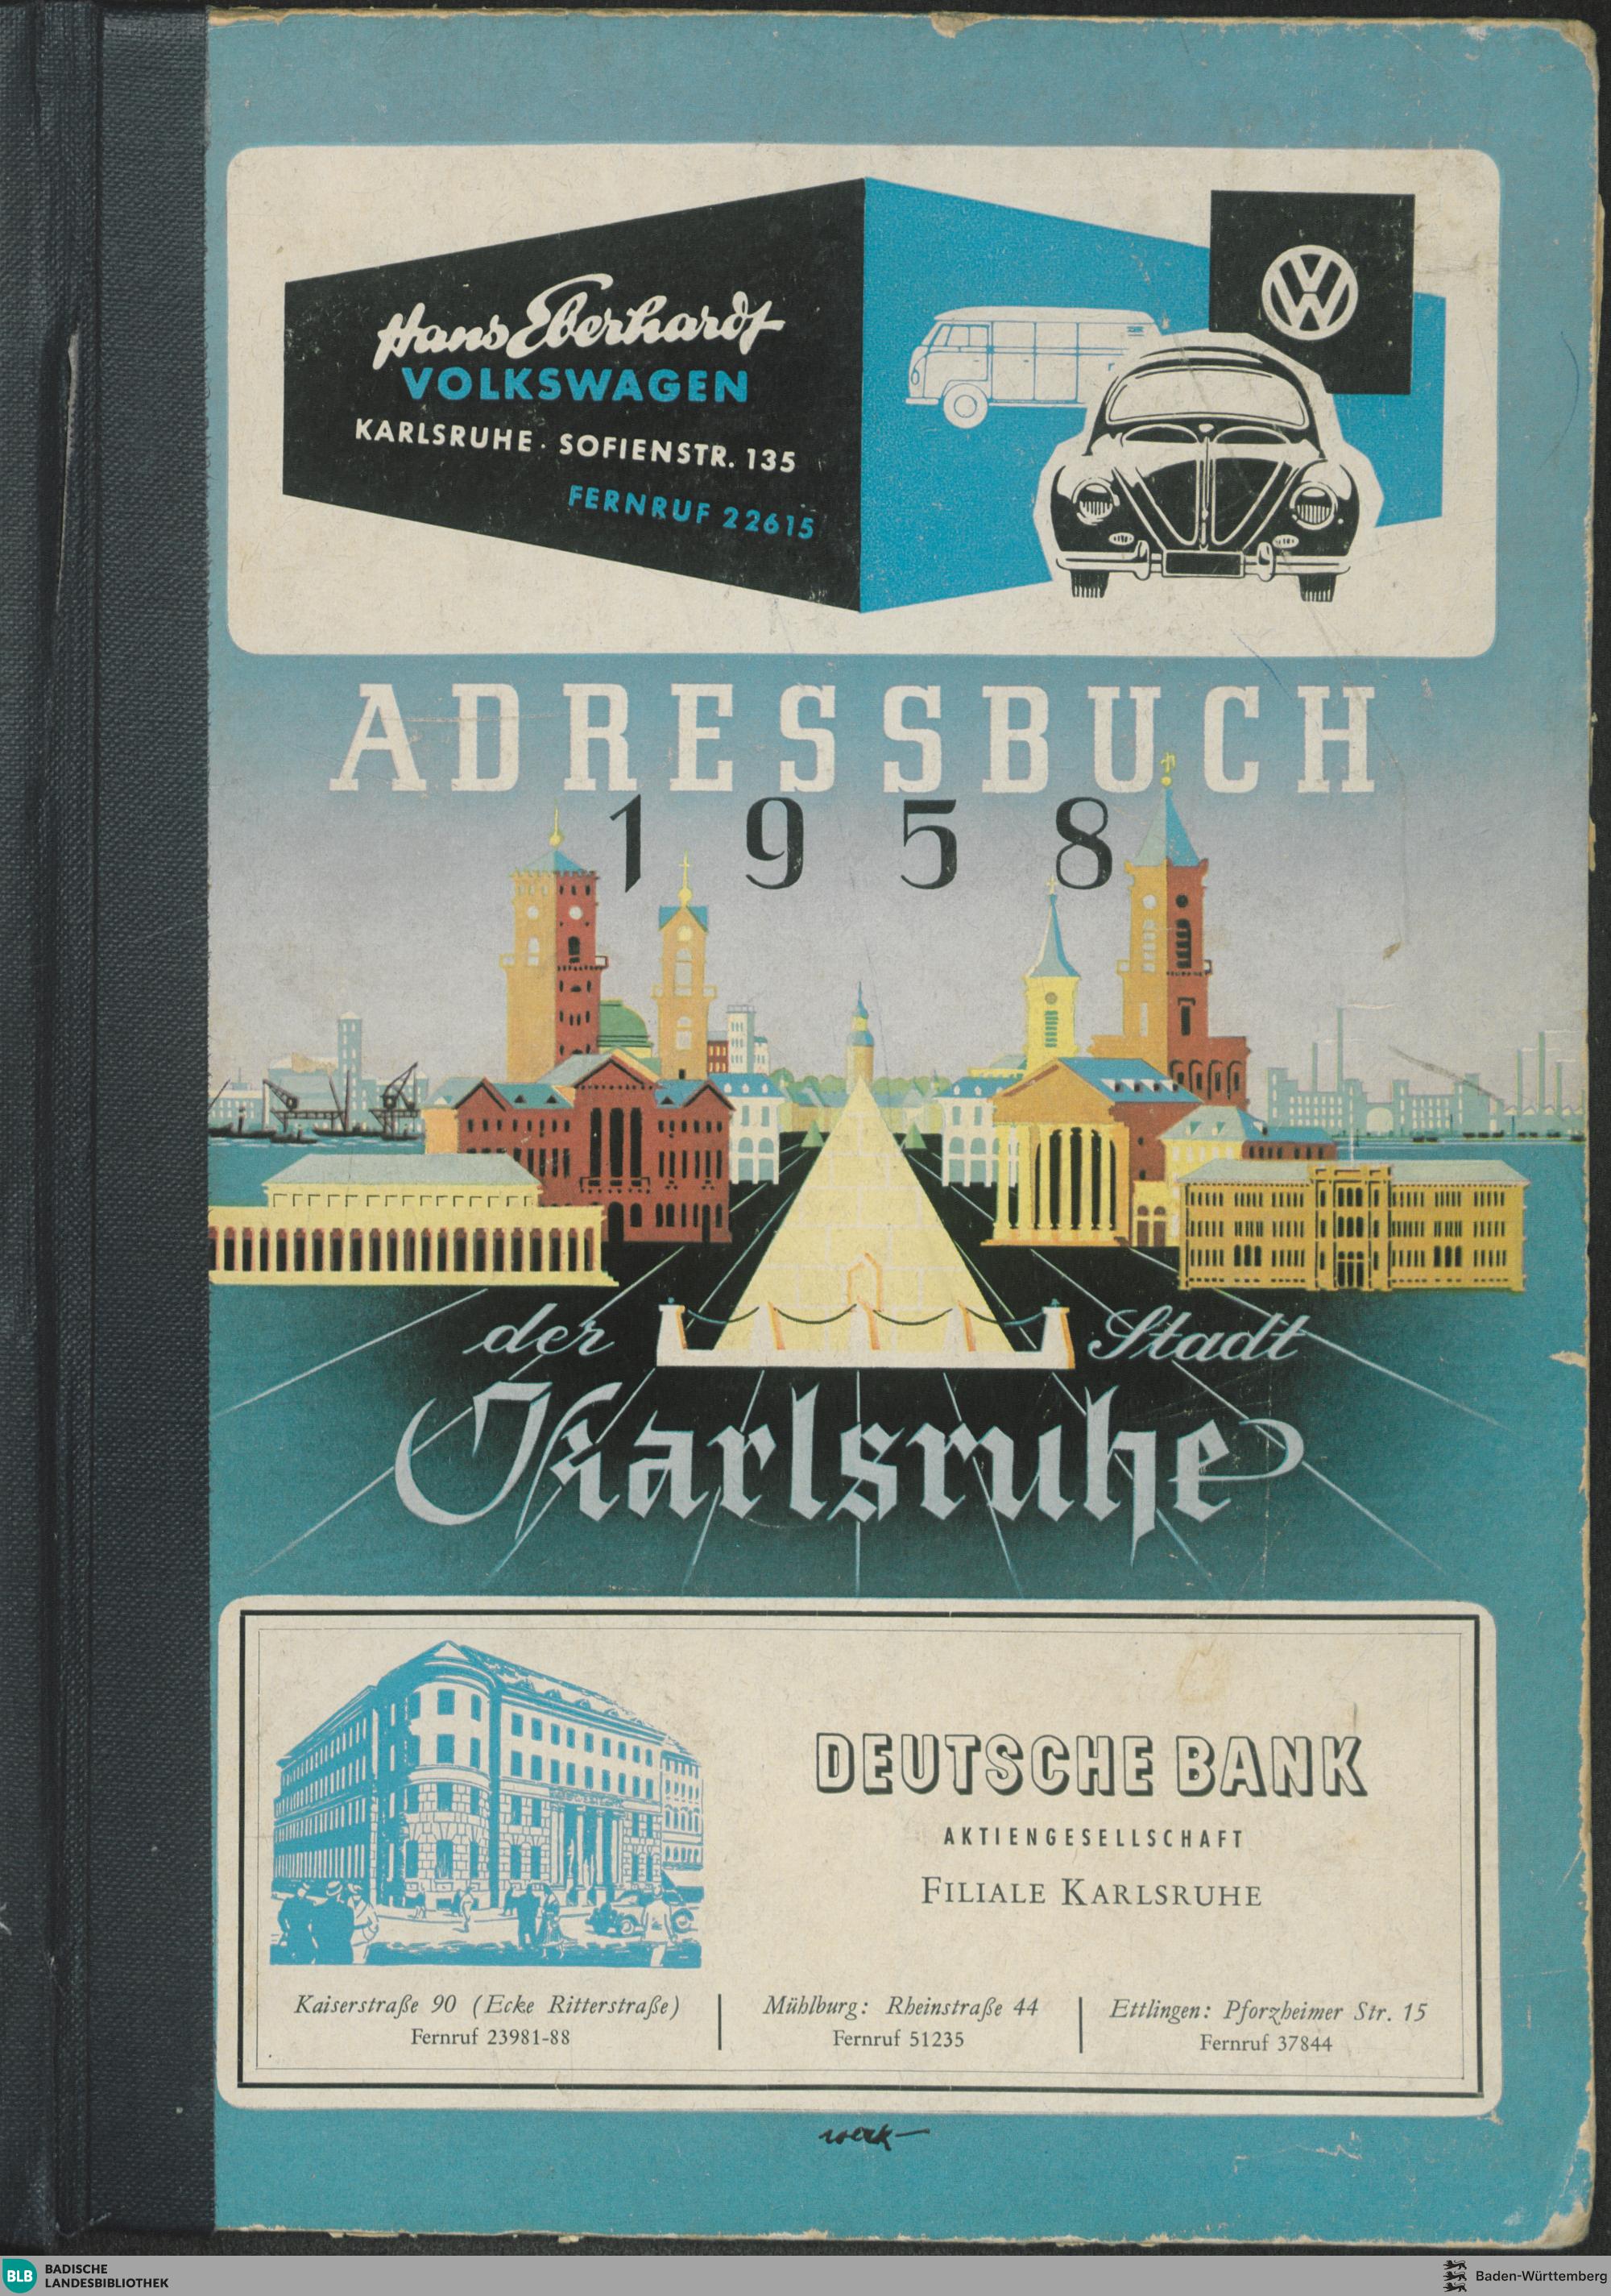 Hans Eberhardt
VOLKSWAGEN
KARLSRUHE · SOFIENSTR. 135
FERNRUF 22615
VW
ADRESSBUCH
1958
der Stadt
Karlsruhe
DEUTSCHE BANK
AKTIENGESELLSCHAFT
FILIALE KARLSRUHE
Kaiserstraße 90 (Ecke Ritterstraße)
Fernruf 23981-88
Mühlburg: Rheinstraße 44
Fernruf 51235
Ettlingen: Pforzheimer Str. 15
Fernruf 37844
werk
BLB BADISCHE
LANDESBIBLIOTHEK
Baden-Württemberg